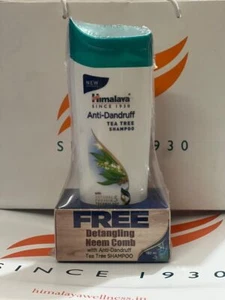 NEW
Himalaya
SINCE 1930
Anti-Dandruff
TEA TREE
SHAMPOO
FREE
Detangling
Neem Comb
with Anti-Dandruff
Tea Tree SHAMPOO
SINCE 1930
himalayawellness.in